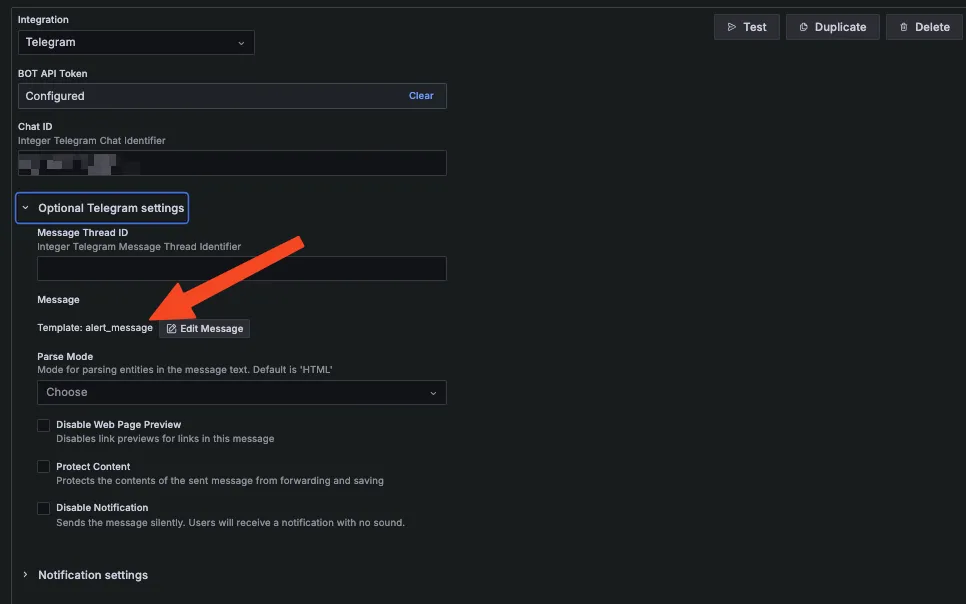 Integration
Test
Duplicate
Delete
Telegram
BOT API Token
Configured
Clear
Chat ID
Integer Telegram Chat Identifier
Optional Telegram settings
Message Thread ID
Integer Telegram Message Thread Identifier
Message
Template: alert_message
Edit Message
Parse Mode
Mode for parsing entities in the message text. Default is 'HTML'
Choose
Disable Web Page Preview
Disables link previews for links in this message
Protect Content
Protects the contents of the sent message from forwarding and saving
Disable Notification
Sends the message silently. Users will receive a notification with no sound.
Notification settings